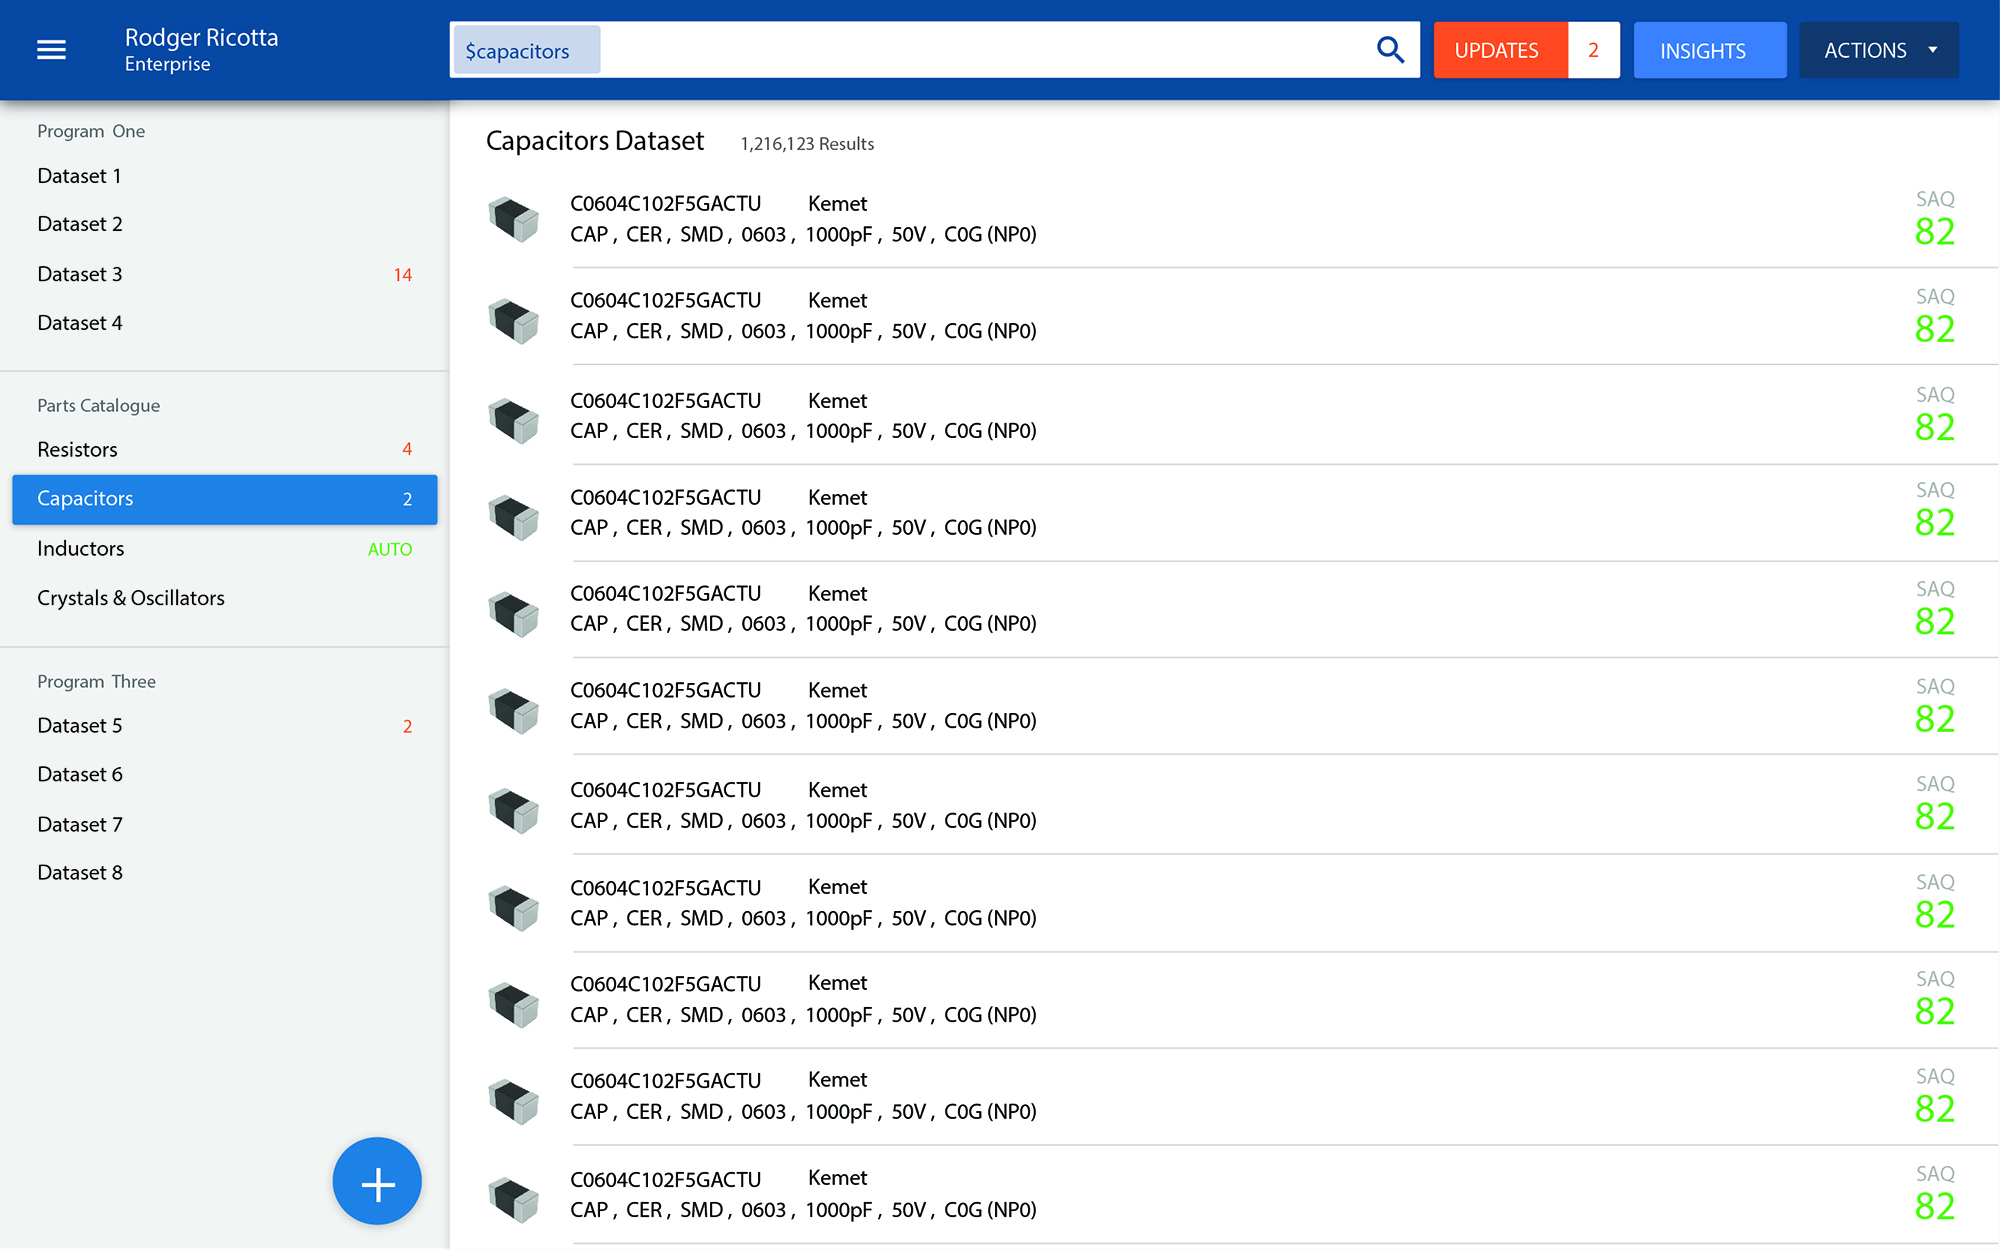 Rodger Ricotta
Enterprise
$capacitors
UPDATES 2
INSIGHTS
ACTIONS
Program One
Dataset 1
Dataset 2
Dataset 3 14
Dataset 4
Parts Catalogue
Resistors 4
Capacitors 2
Inductors AUTO
Crystals & Oscillators
Program Three
Dataset 5 2
Dataset 6
Dataset 7
Dataset 8
Capacitors Dataset 1,216,123 Results
C0604C102F5GACTU Kemet SAQ
CAP , CER , SMD , 0603 , 1000pF , 50V , C0G (NP0) 82
C0604C102F5GACTU Kemet SAQ
CAP , CER , SMD , 0603 , 1000pF , 50V , C0G (NP0) 82
C0604C102F5GACTU Kemet SAQ
CAP , CER , SMD , 0603 , 1000pF , 50V , C0G (NP0) 82
C0604C102F5GACTU Kemet SAQ
CAP , CER , SMD , 0603 , 1000pF , 50V , C0G (NP0) 82
C0604C102F5GACTU Kemet SAQ
CAP , CER , SMD , 0603 , 1000pF , 50V , C0G (NP0) 82
C0604C102F5GACTU Kemet SAQ
CAP , CER , SMD , 0603 , 1000pF , 50V , C0G (NP0) 82
C0604C102F5GACTU Kemet SAQ
CAP , CER , SMD , 0603 , 1000pF , 50V , C0G (NP0) 82
C0604C102F5GACTU Kemet SAQ
CAP , CER , SMD , 0603 , 1000pF , 50V , C0G (NP0) 82
C0604C102F5GACTU Kemet SAQ
CAP , CER , SMD , 0603 , 1000pF , 50V , C0G (NP0) 82
C0604C102F5GACTU Kemet SAQ
CAP , CER , SMD , 0603 , 1000pF , 50V , C0G (NP0) 82
C0604C102F5GACTU Kemet SAQ
CAP , CER , SMD , 0603 , 1000pF , 50V , C0G (NP0) 82